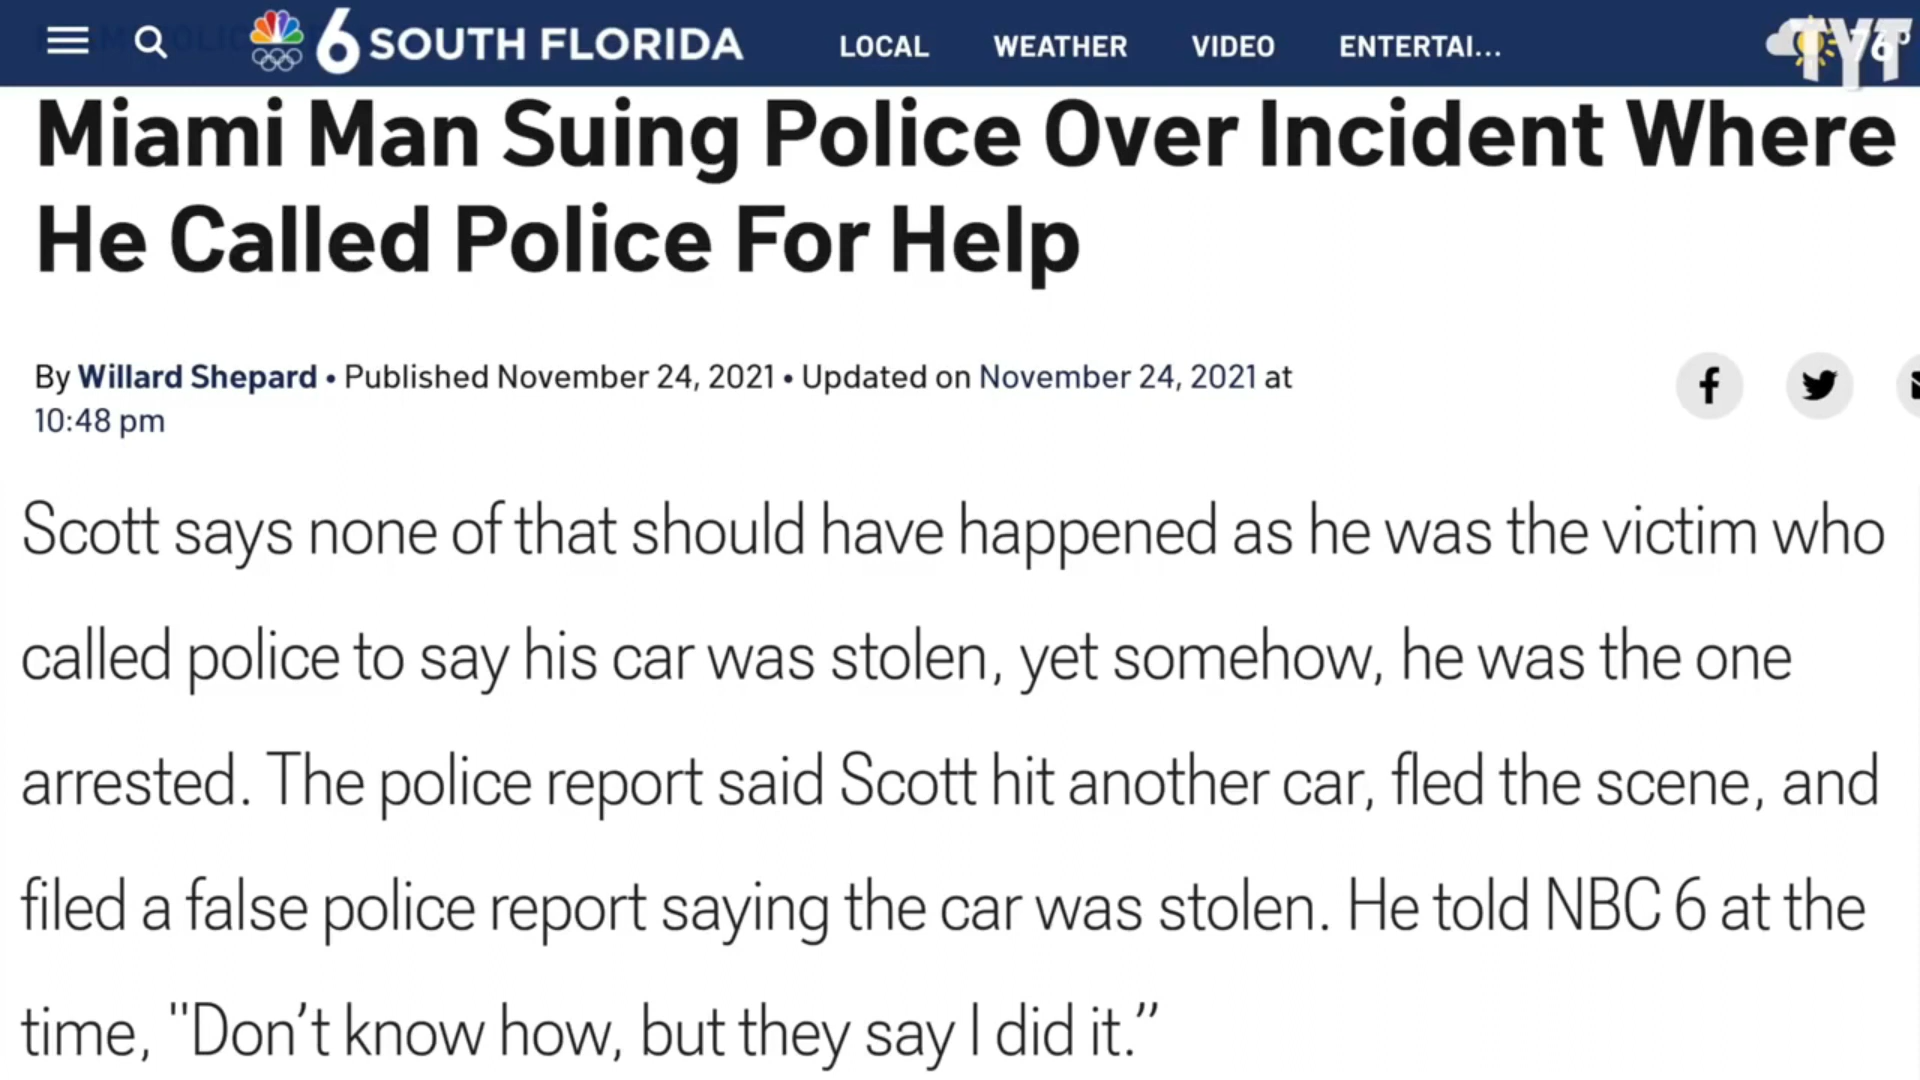 6 SOUTH FLORIDA LOCAL WEATHER VIDEO ENTERTAI... 76° TYT
Miami Man Suing Police Over Incident Where
He Called Police For Help
By Willard Shepard • Published November 24, 2021 • Updated on November 24, 2021 at
10:48 pm
Scott says none of that should have happened as he was the victim who
called police to say his car was stolen, yet somehow, he was the one
arrested. The police report said Scott hit another car, fled the scene, and
filed a false police report saying the car was stolen. He told NBC 6 at the
time, "Don’t know how, but they say I did it.”